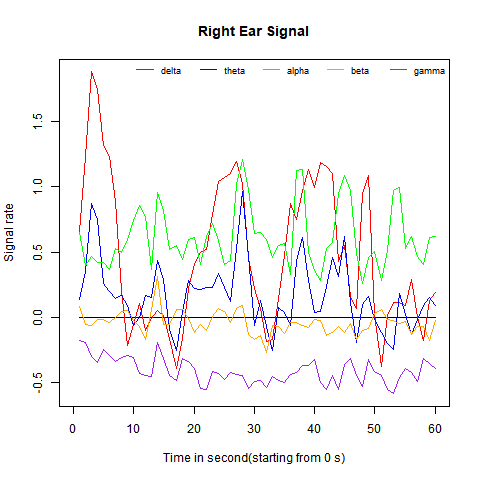 Right Ear Signal
delta theta alpha beta gamma
1.5
1.0
0.5
0.0
-0.5
Signal rate
0 10 20 30 40 50 60
Time in second(starting from 0 s)